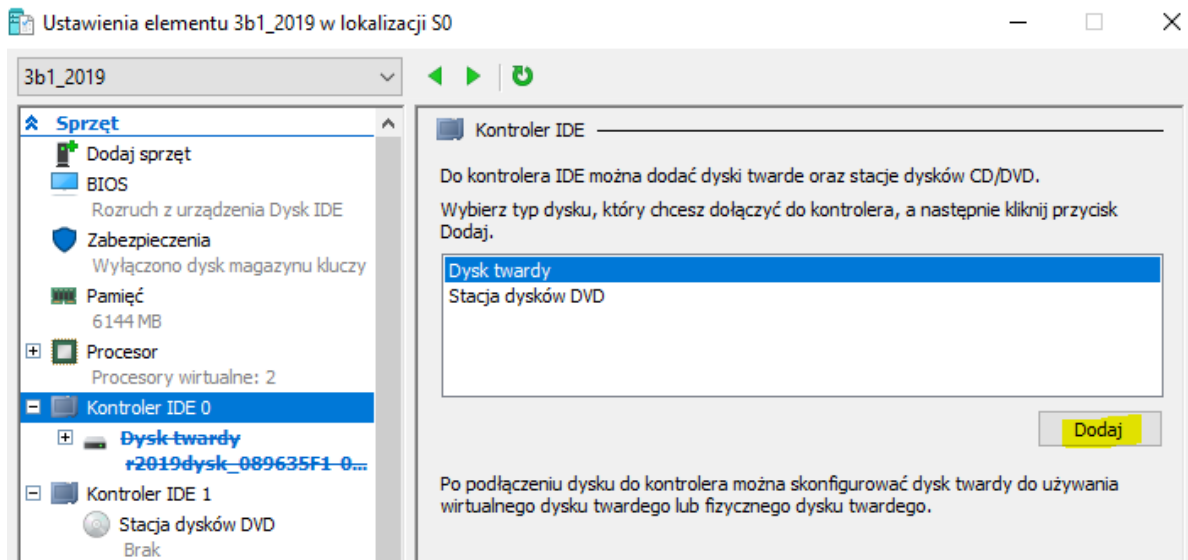 Ustawienia elementu 3b1_2019 w lokalizacji S0
3b1_2019
Sprzęt
Dodaj sprzęt
BIOS
Rozruch z urządzenia Dysk IDE
Zabezpieczenia
Wyłączono dysk magazynu kluczy
Pamięć
6144 MB
Procesor
Procesory wirtualne: 2
Kontroler IDE 0
Dysk twardy
r2019dysk_089635F1-0...
Kontroler IDE 1
Stacja dysków DVD
Brak
Kontroler IDE
Do kontrolera IDE można dodać dyski twarde oraz stacje dysków CD/DVD.
Wybierz typ dysku, który chcesz dołączyć do kontrolera, a następnie kliknij przycisk
Dodaj.
Dysk twardy
Stacja dysków DVD
Dodaj
Po podłączeniu dysku do kontrolera można skonfigurować dysk twardy do używania
wirtualnego dysku twardego lub fizycznego dysku twardego.